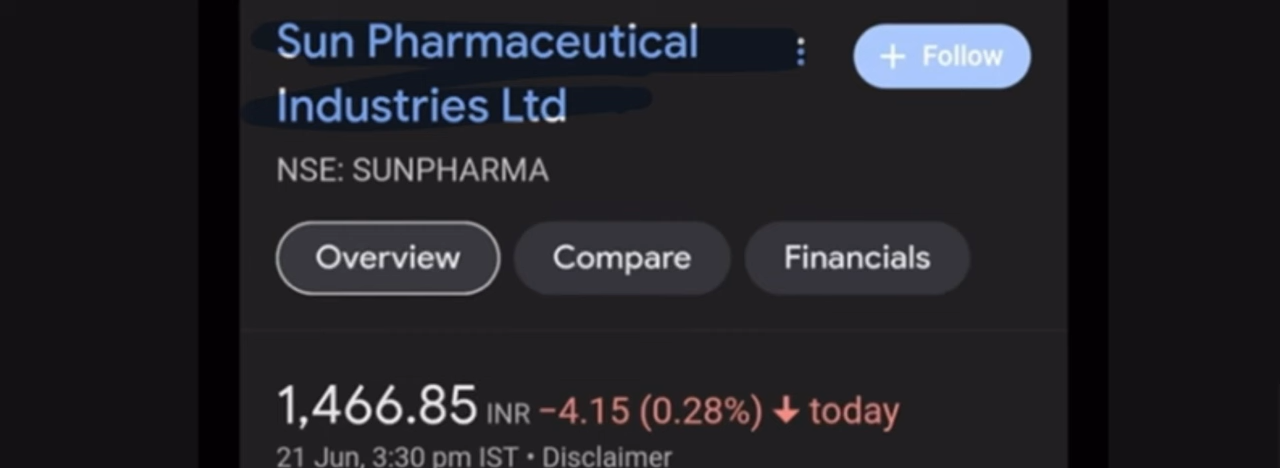 Sun Pharmaceutical
Industries Ltd
+ Follow
NSE: SUNPHARMA
Overview Compare Financials
1,466.85 INR −4.15 (0.28%) ↓ today
21 Jun, 3:30 pm IST • Disclaimer